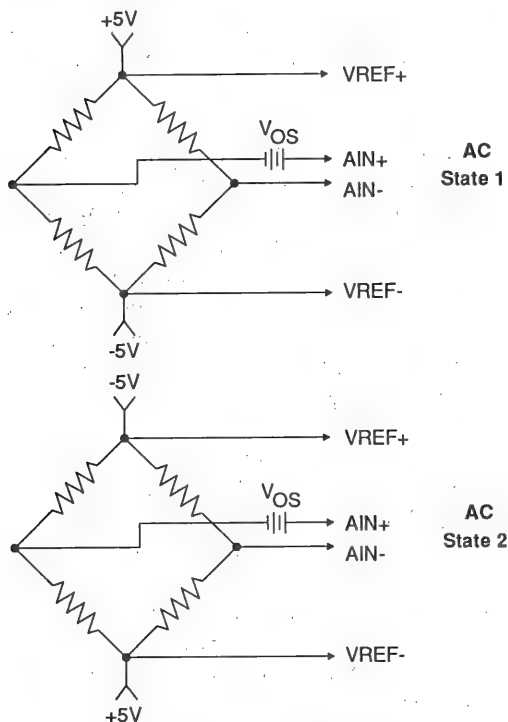 +5V
VREF+
VOS
AIN+
AC
State 1
AIN-
VREF-
-5V
-5V
VREF+
VOS
AIN+
AC
State 2
AIN-
VREF-
+5V